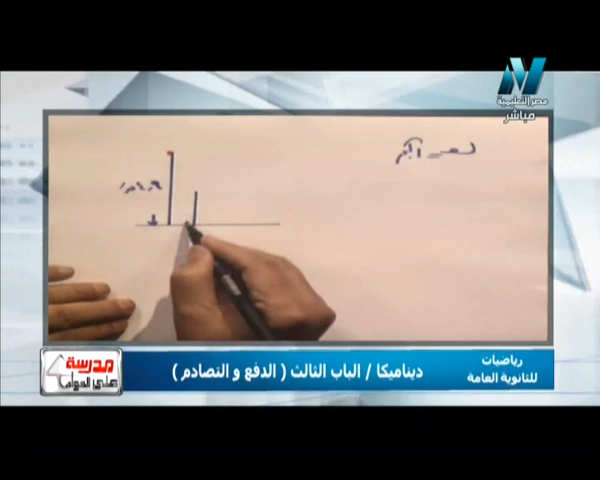 مصر التعليمية
مباشر
رياضيات
للثانوية العامة
ديناميكا / الباب الثالث ( الدفع و التصادم )
مدرسة
على الهواء